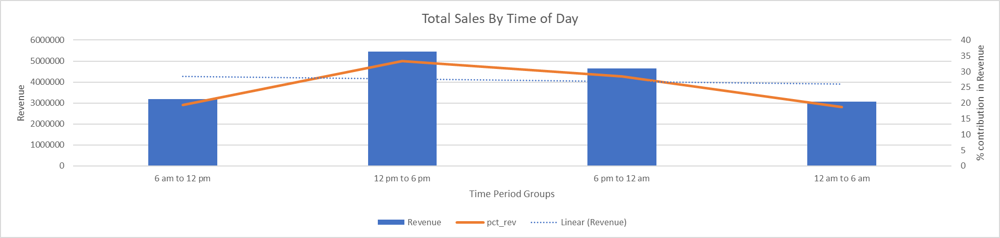 Total Sales By Time of Day
Revenue
6000000
5000000
4000000
3000000
2000000
1000000
0
40
35
30
25
20
15
10
5
0
% contribution in Revenue
6 am to 12 pm
12 pm to 6 pm
6 pm to 12 am
12 am to 6 am
Time Period Groups
Revenue
pct_rev
Linear (Revenue)